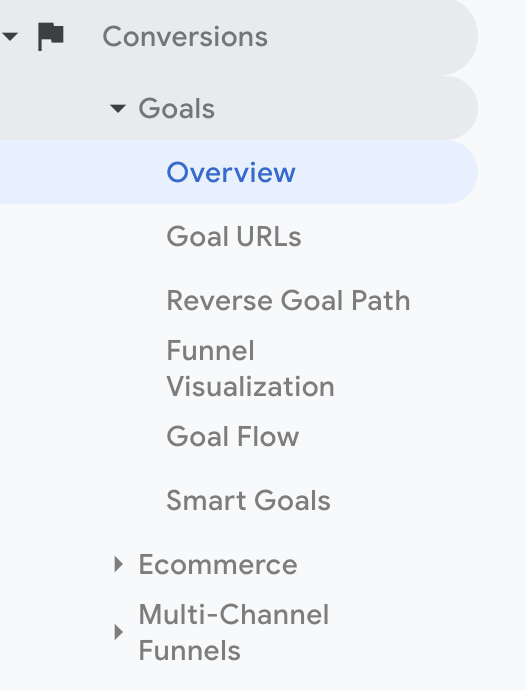 Conversions
Goals
Overview
Goal URLs
Reverse Goal Path
Funnel
Visualization
Goal Flow
Smart Goals
Ecommerce
Multi-Channel
Funnels